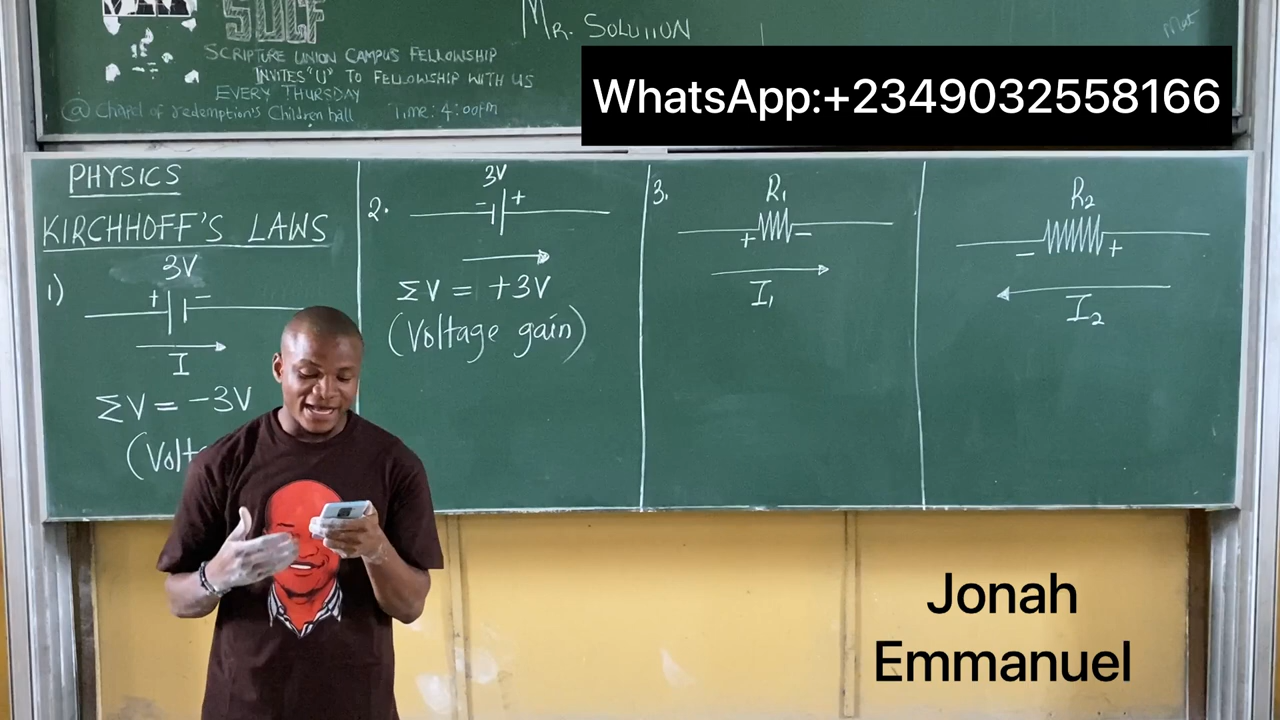 SUCF
MR. SOLUTION
Mut
SCRIPTURE UNION CAMPUS FELLOWSHIP
INVITES "U" TO FELLOWSHIP WITH US
EVERY THURSDAY
@ Chapel of redemption's Children hall Time: 4:00pm
WhatsApp:+2349032558166
PHYSICS
KIRCHHOFF'S LAWS
1)
3V
+ -
I
ΣV = -3V
(Volt
2.
3V
- +
ΣV = +3V
(Voltage gain)
3.
R1
+ -
I1
R2
- +
I2
Jonah
Emmanuel